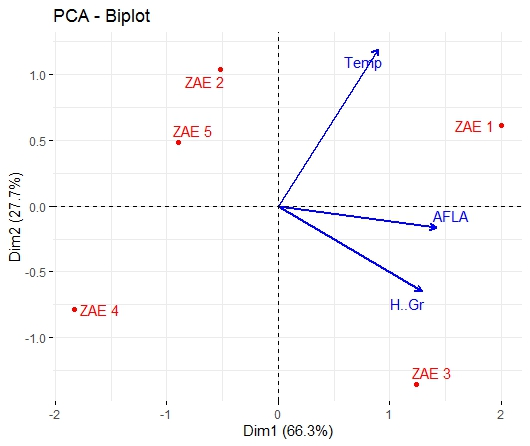 PCA - Biplot
Temp
ZAE 2
ZAE 5
ZAE 1
AFLA
H..Gr
ZAE 4
ZAE 3
1.0
0.5
0.0
-0.5
-1.0
Dim2 (27.7%)
-2 -1 0 1 2
Dim1 (66.3%)